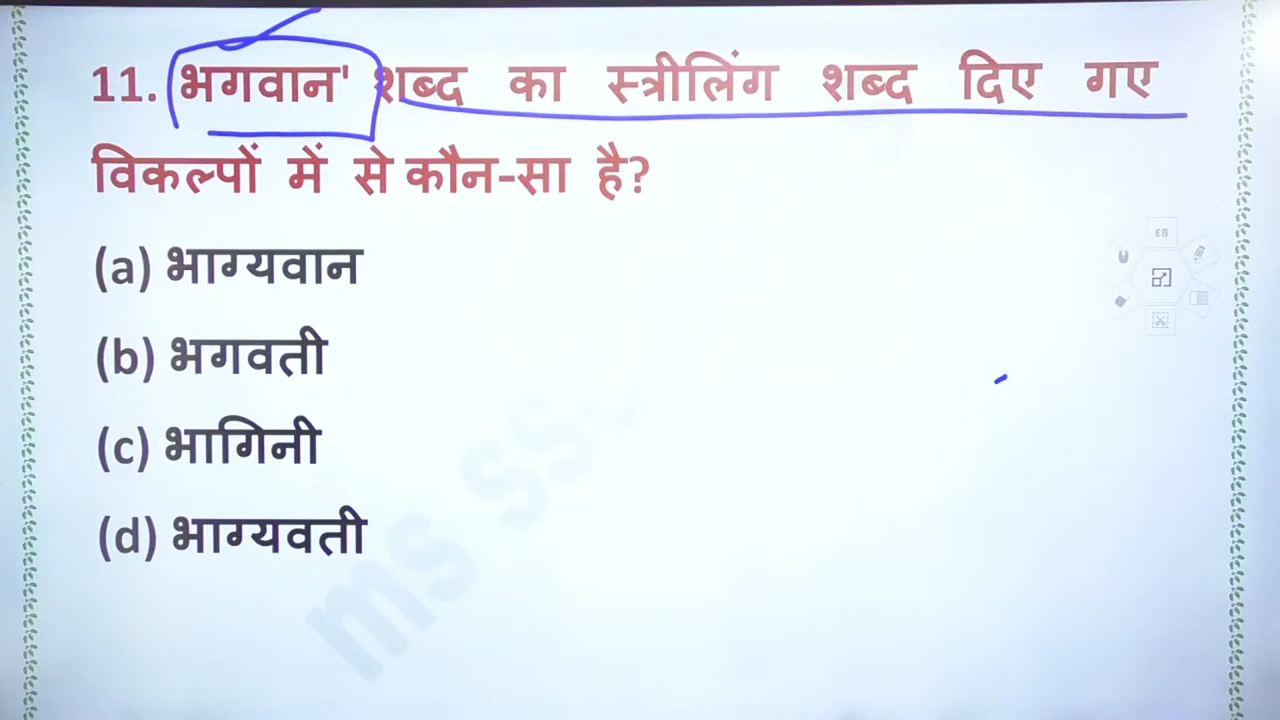 11. भगवान' शब्द का स्त्रीलिंग शब्द दिए गए
विकल्पों में से कौन-सा है?
(a) भाग्यवान
(b) भगवती
(c) भागिनी
(d) भाग्यवती